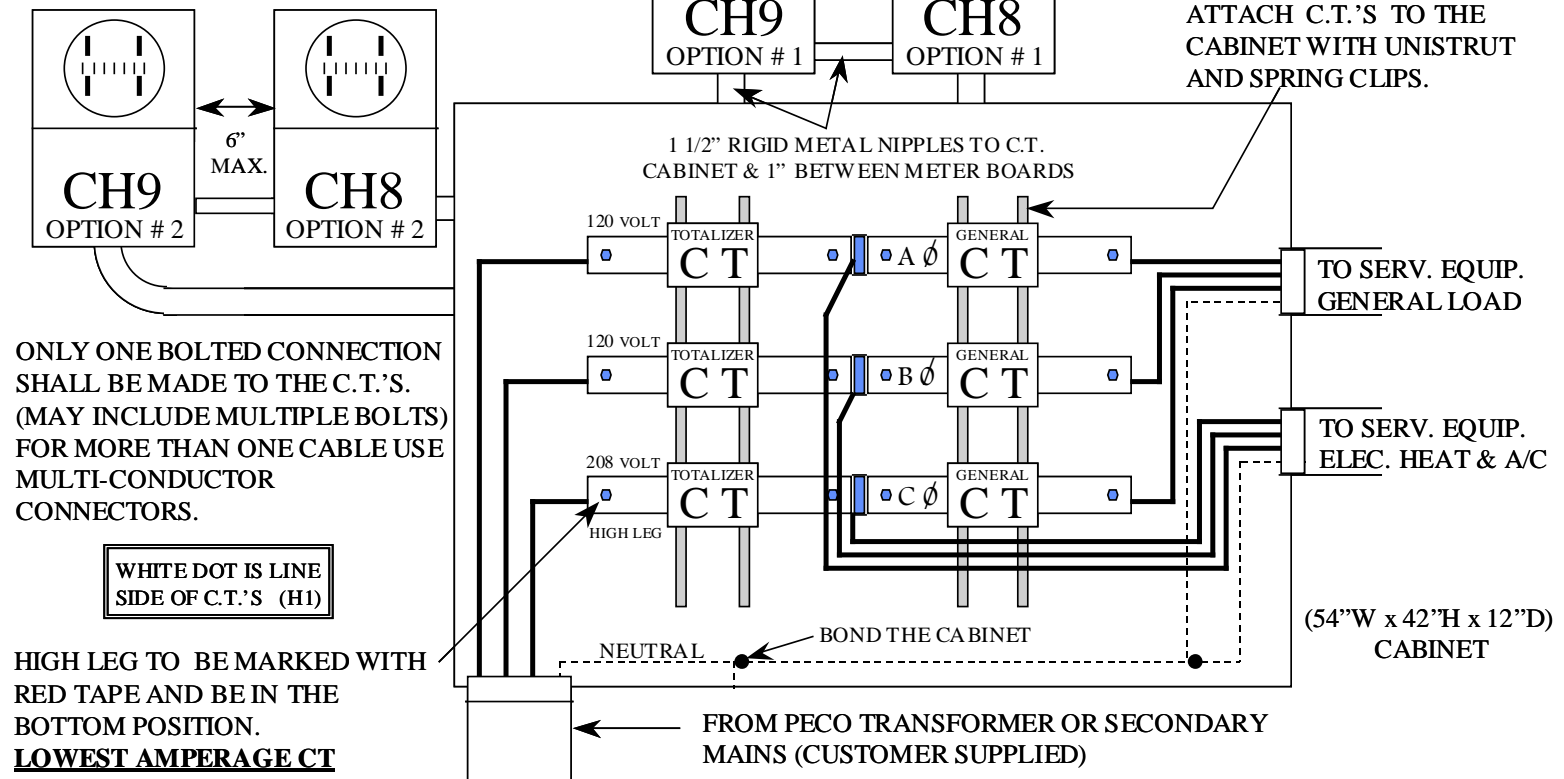 CH9
OPTION # 1
CH8
OPTION # 1
ATTACH C.T.'S TO THE
CABINET WITH UNISTRUT
AND SPRING CLIPS.
6”
MAX.
CH9
OPTION # 2
CH8
OPTION # 2
1 1/2” RIGID METAL NIPPLES TO C.T.
CABINET & 1” BETWEEN METER BOARDS
120 VOLT
TOTALIZER
C T
A Ø
GENERAL
C T
TO SERV. EQUIP.
GENERAL LOAD
120 VOLT
TOTALIZER
C T
B Ø
GENERAL
C T
208 VOLT
TOTALIZER
C T
C Ø
GENERAL
C T
HIGH LEG
TO SERV. EQUIP.
ELEC. HEAT & A/C
ONLY ONE BOLTED CONNECTION
SHALL BE MADE TO THE C.T.'S.
(MAY INCLUDE MULTIPLE BOLTS)
FOR MORE THAN ONE CABLE USE
MULTI-CONDUCTOR
CONNECTORS.
WHITE DOT IS LINE
SIDE OF C.T.'S (H1)
HIGH LEG TO BE MARKED WITH
RED TAPE AND BE IN THE
BOTTOM POSITION.
LOWEST AMPERAGE CT
NEUTRAL
BOND THE CABINET
(54”W x 42”H x 12”D)
CABINET
FROM PECO TRANSFORMER OR SECONDARY
MAINS (CUSTOMER SUPPLIED)